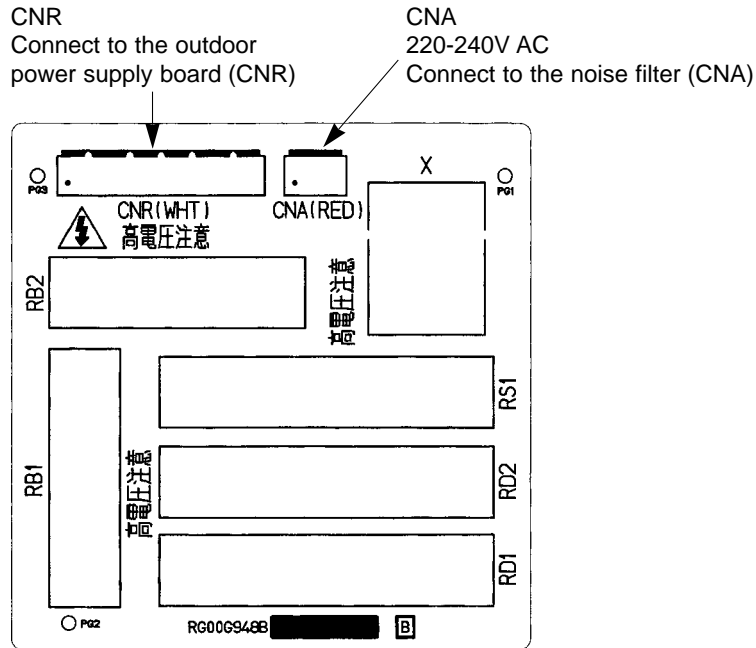 CNR
Connect to the outdoor
power supply board (CNR)
CNA
220-240V AC
Connect to the noise filter (CNA)
PG3
CNR(WHT)
高電圧注意
CNA(RED)
X
PG1
RB2
高電圧注意
RS1
RB1
高電圧注意
RD2
RD1
PG2
RG00G948B
B